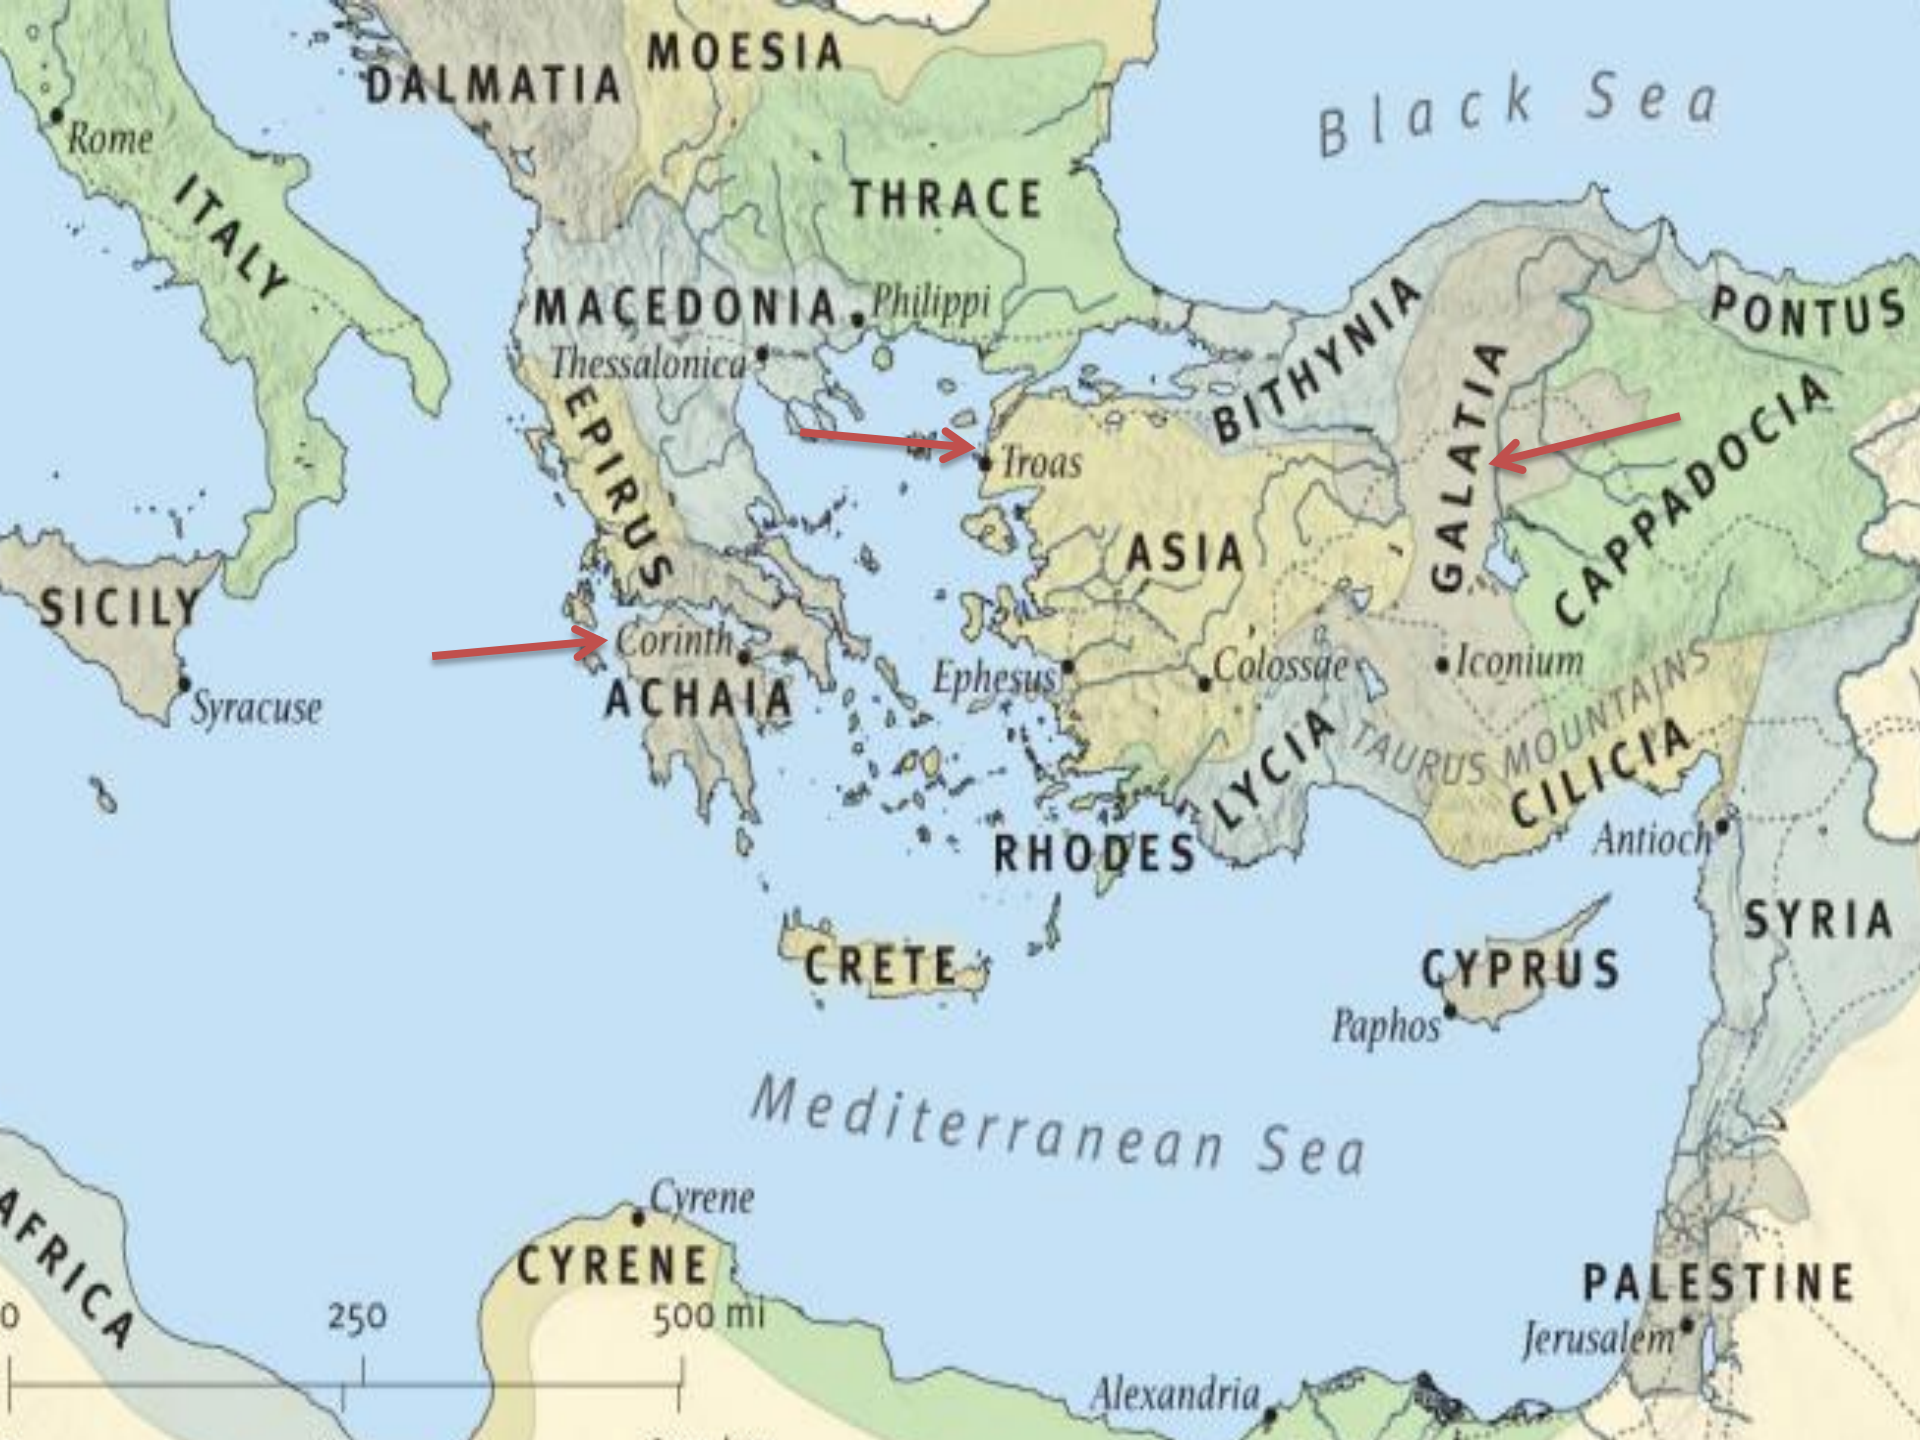 MOESIA
DALMATIA
Black Sea
Rome
THRACE
ITALY
MACEDONIA
Philippi
BITHYNIA
PONTUS
Thessalonica
EPIRUS
GALATIA
CAPPADOCIA
Troas
ASIA
SICILY
Corinth
Ephesus
Colossae
Iconium
ACHAIA
Syracuse
LYCIA
TAURUS MOUNTAINS
CILICIA
RHODES
Antioch
SYRIA
CRETE
CYPRUS
Paphos
Mediterranean Sea
Cyrene
AFRICA
CYRENE
PALESTINE
0 250 500 mi
Jerusalem
Alexandria